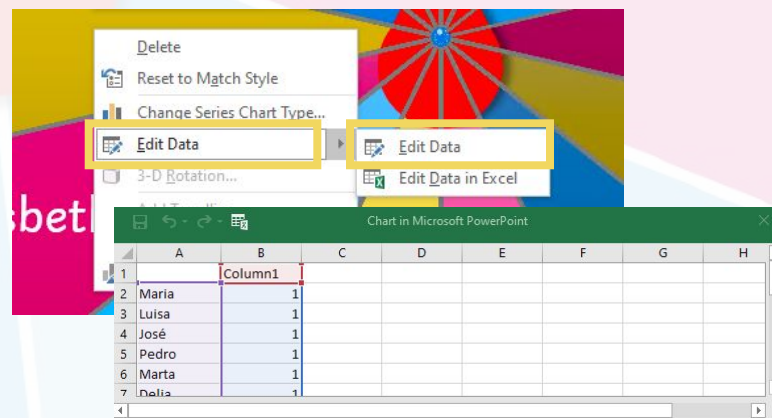 Delete
Reset to Match Style
Change Series Chart Type...
Edit Data
Edit Data
3-D Rotation...
Edit Data in Excel
sbet
Chart in Microsoft PowerPoint
A B C D E F G H
1 Column1
2 Maria 1
3 Luisa 1
4 José 1
5 Pedro 1
6 Marta 1
7 Delia 1